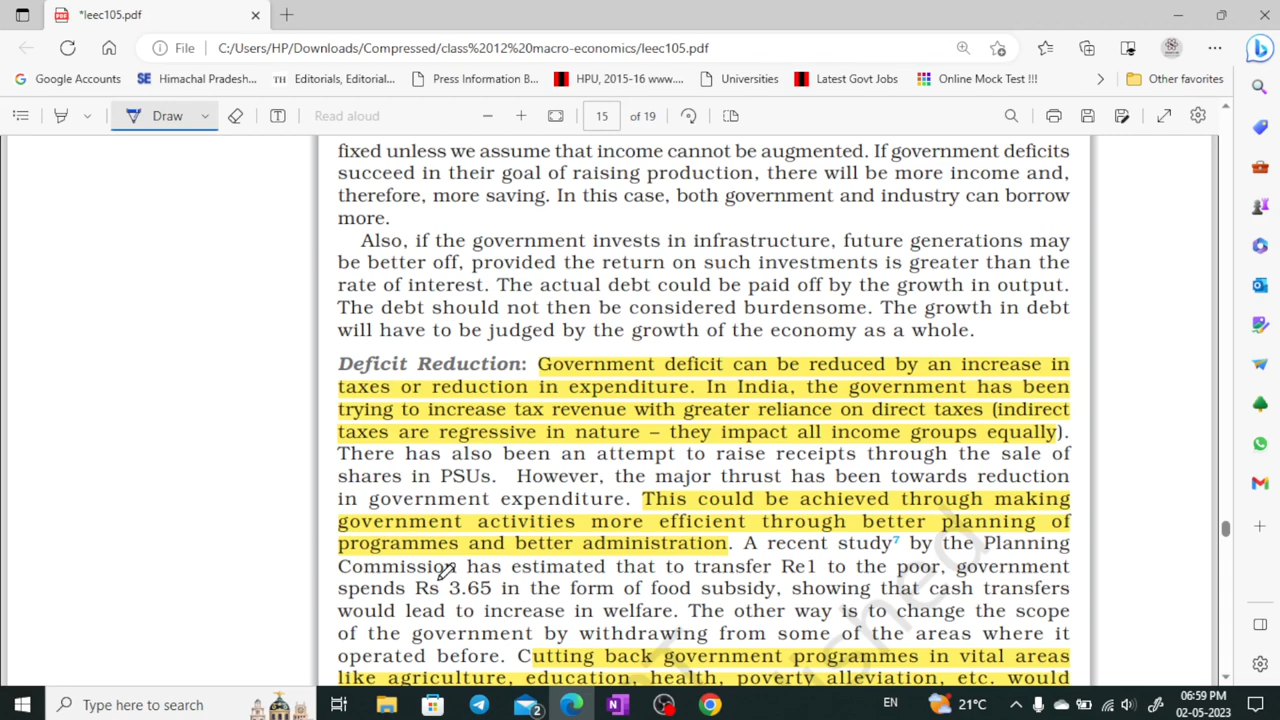 *leec105.pdf
File
C:/Users/HP/Downloads/Compressed/class%2012%20macro-economics/leec105.pdf
Google Accounts
SE Himachal Pradesh...
TH Editorials, Editorial...
Press Information B...
HPU, 2015-16 www....
Universities
Latest Govt Jobs
Online Mock Test !!!
Other favorites
Draw
Read aloud
15 of 19
fixed unless we assume that income cannot be augmented. If government deficits
succeed in their goal of raising production, there will be more income and,
therefore, more saving. In this case, both government and industry can borrow
more.
Also, if the government invests in infrastructure, future generations may
be better off, provided the return on such investments is greater than the
rate of interest. The actual debt could be paid off by the growth in output.
The debt should not then be considered burdensome. The growth in debt
will have to be judged by the growth of the economy as a whole.
Deficit Reduction: Government deficit can be reduced by an increase in
taxes or reduction in expenditure. In India, the government has been
trying to increase tax revenue with greater reliance on direct taxes (indirect
taxes are regressive in nature – they impact all income groups equally).
There has also been an attempt to raise receipts through the sale of
shares in PSUs. However, the major thrust has been towards reduction
in government expenditure. This could be achieved through making
government activities more efficient through better planning of
programmes and better administration. A recent study7 by the Planning
Commission has estimated that to transfer Re1 to the poor, government
spends Rs 3.65 in the form of food subsidy, showing that cash transfers
would lead to increase in welfare. The other way is to change the scope
of the government by withdrawing from some of the areas where it
operated before. Cutting back government programmes in vital areas
like agriculture, education, health, poverty alleviation, etc. would
Type here to search
2
EN
21°C
06:59 PM
02-05-2023